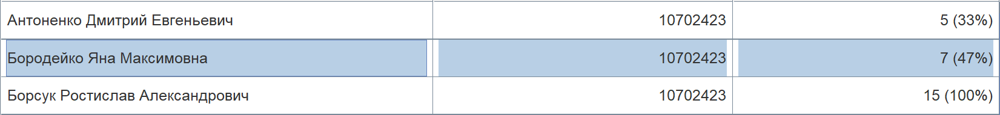 Антоненко Дмитрий Евгеньевич 10702423 5 (33%)
Бородейко Яна Максимовна 10702423 7 (47%)
Борсук Ростислав Александрович 10702423 15 (100%)